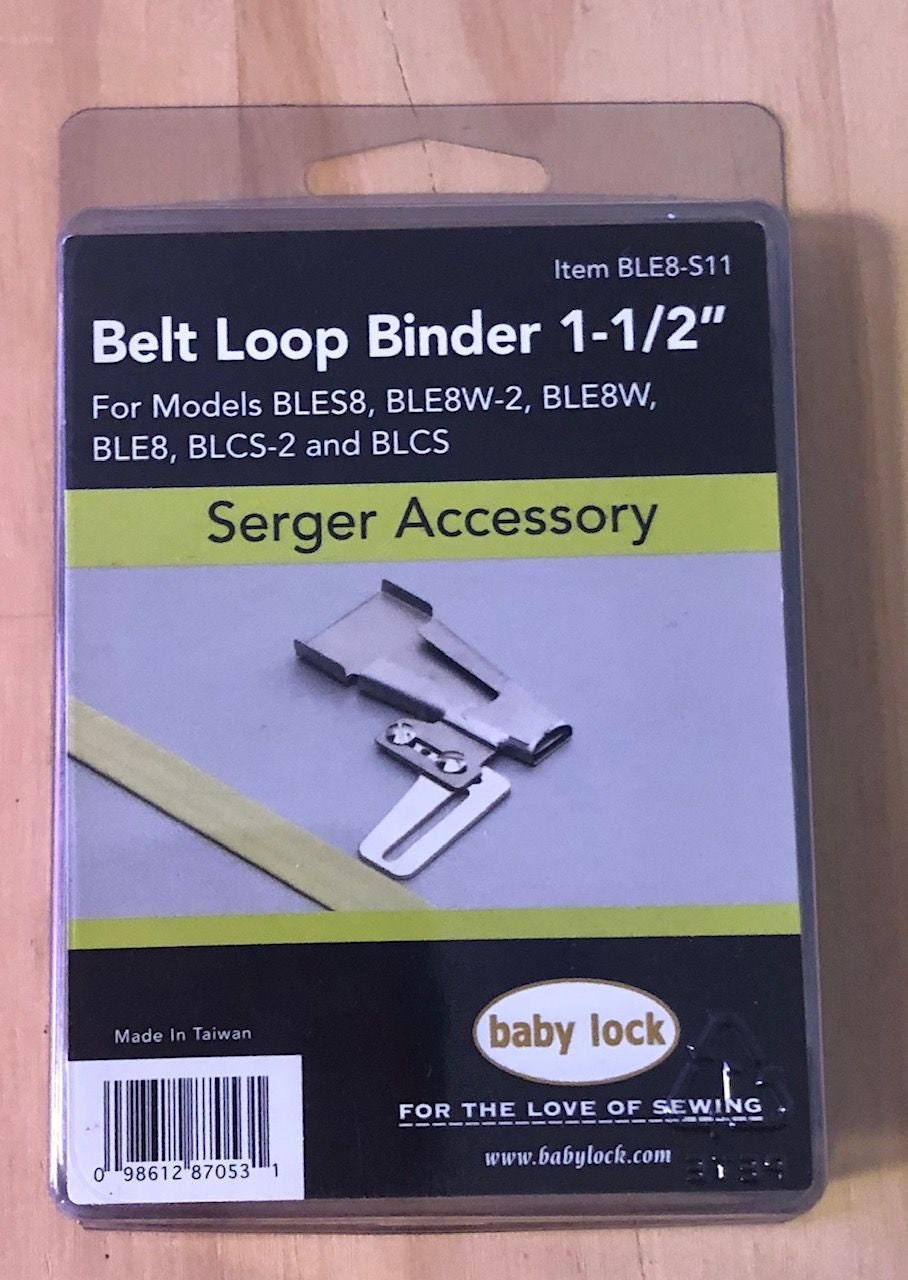 Item BLE8-S11
Belt Loop Binder 1-1/2”
For Models BLES8, BLE8W-2, BLE8W,
BLE8, BLCS-2 and BLCS
Serger Accessory
Made In Taiwan
baby lock
FOR THE LOVE OF SEWING
www.babylock.com
0 98612 87053 1